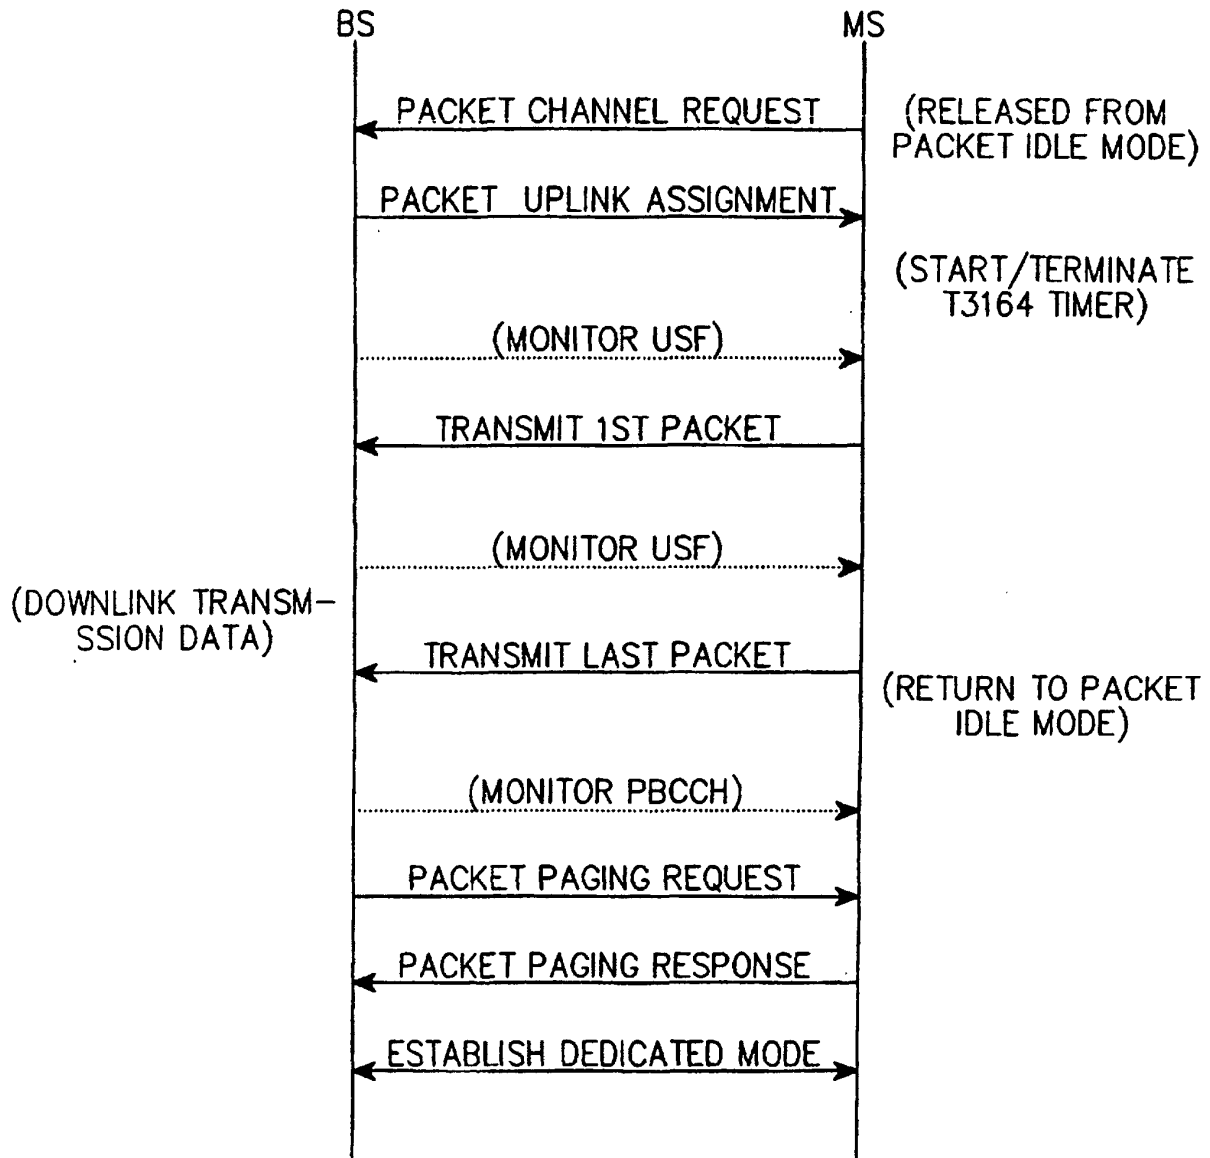 BS
MS
PACKET CHANNEL REQUEST
(RELEASED FROM
PACKET IDLE MODE)
PACKET UPLINK ASSIGNMENT
(START/TERMINATE
T3164 TIMER)
(MONITOR USF)
TRANSMIT 1ST PACKET
(MONITOR USF)
(DOWNLINK TRANSM-
SSION DATA)
TRANSMIT LAST PACKET
(RETURN TO PACKET
IDLE MODE)
(MONITOR PBCCH)
PACKET PAGING REQUEST
PACKET PAGING RESPONSE
ESTABLISH DEDICATED MODE